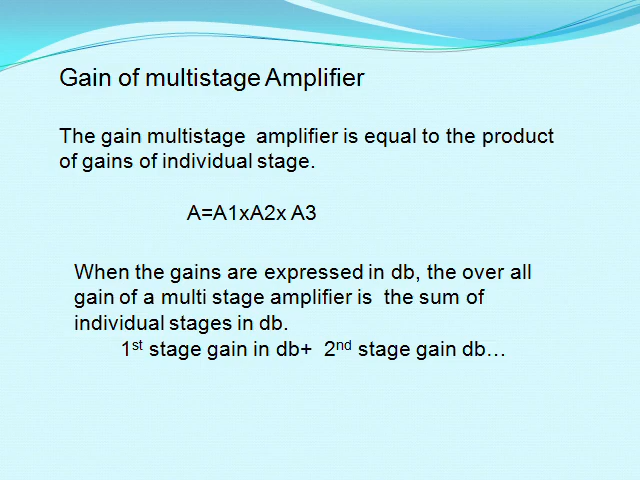 Gain of multistage Amplifier
The gain multistage amplifier is equal to the product
of gains of individual stage.
A=A1xA2x A3
When the gains are expressed in db, the over all
gain of a multi stage amplifier is the sum of
individual stages in db.
1st stage gain in db+ 2nd stage gain db…